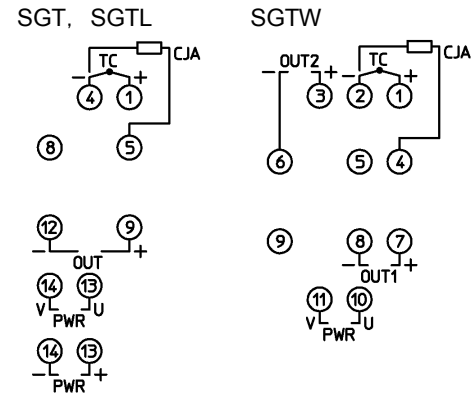 SGT, SGTL
CJA
TC
- +
4 1
8 5
12 9
- OUT +
14 13
V PWR U
14 13
- PWR +
SGTW
CJA
- OUT2 + - TC +
3 2 1
6 5 4
9 8 7
- OUT1 +
11 10
V PWR U